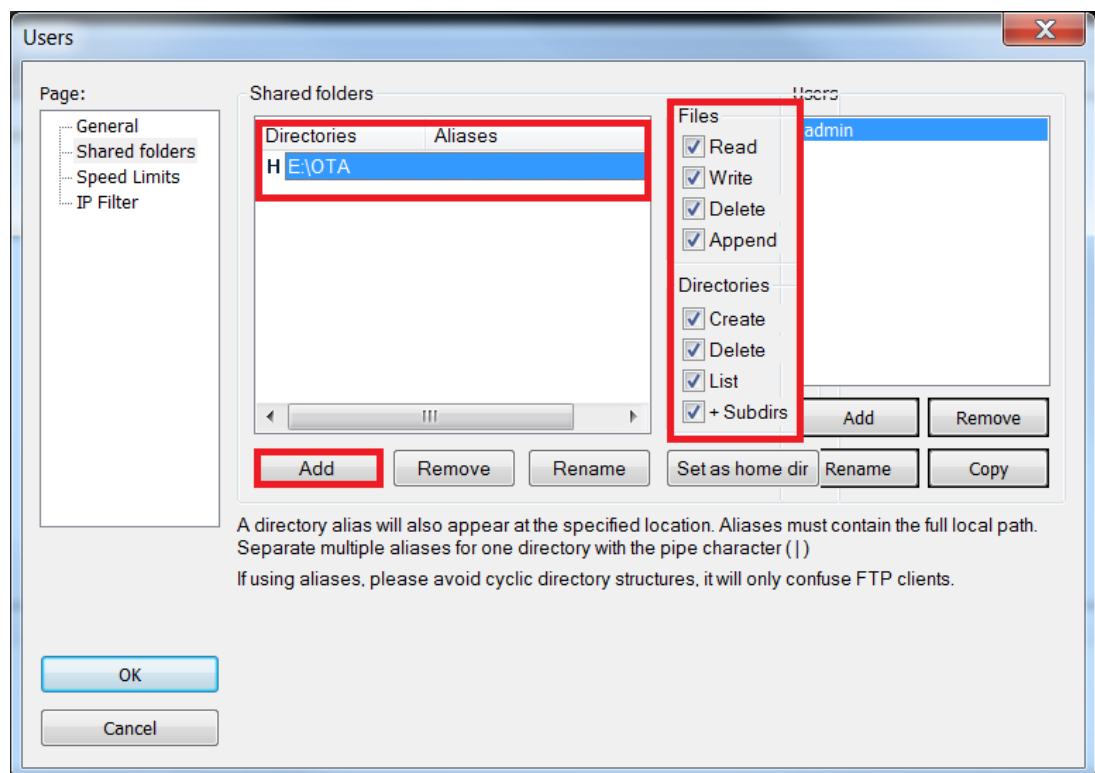 Users
Page:
General
Shared folders
Speed Limits
IP Filter
Shared folders
Directories Aliases
H E:\OTA
Add Remove Rename Set as home dir
Files
Read
Write
Delete
Append
Directories
Create
Delete
List
+ Subdirs
Users
admin
Add Remove
Rename Copy
A directory alias will also appear at the specified location. Aliases must contain the full local path.
Separate multiple aliases for one directory with the pipe character ( | )
If using aliases, please avoid cyclic directory structures, it will only confuse FTP clients.
OK
Cancel